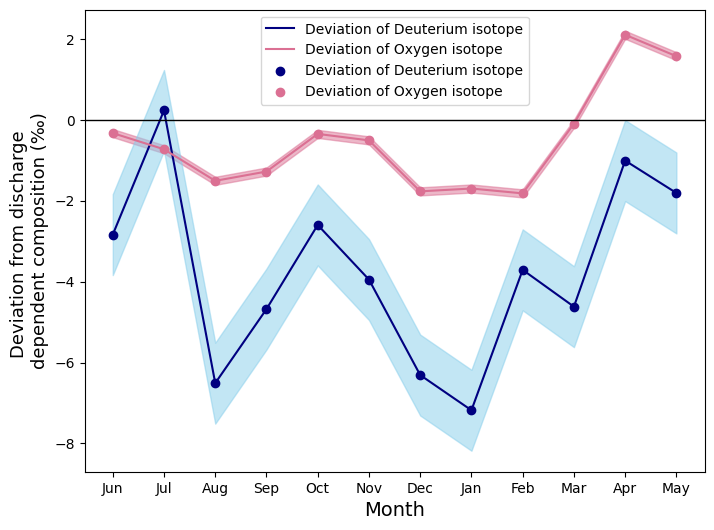 Deviation of Deuterium isotope
Deviation of Oxygen isotope
Deviation of Deuterium isotope
Deviation of Oxygen isotope
Deviation from discharge
dependent composition (‰)
2
0
−2
−4
−6
−8
Jun Jul Aug Sep Oct Nov Dec Jan Feb Mar Apr May
Month